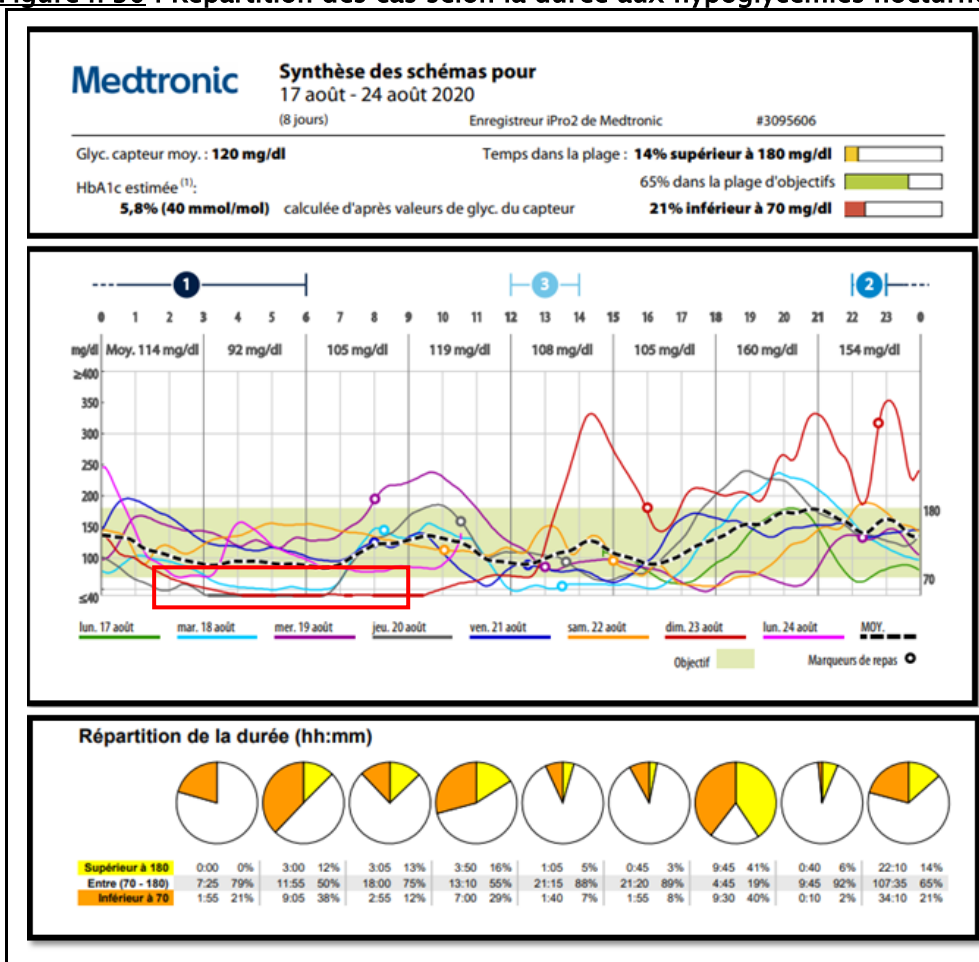 Figure n°36 : Répartition des cas selon la durée aux hypoglycémies nocturne
Medtronic
Synthèse des schémas pour
17 août - 24 août 2020
(8 jours) Enregistreur iPro2 de Medtronic #3095606
Glyc. capteur moy. : 120 mg/dl Temps dans la plage : 14% supérieur à 180 mg/dl
HbA1c estimée (1): 65% dans la plage d'objectifs
5,8% (40 mmol/mol) calculée d'après valeurs de glyc. du capteur 21% inférieur à 70 mg/dl
1 3 2
0 1 2 3 4 5 6 7 8 9 10 11 12 13 14 15 16 17 18 19 20 21 22 23 0
mg/dl Moy. 114 mg/dl 92 mg/dl 105 mg/dl 119 mg/dl 108 mg/dl 105 mg/dl 160 mg/dl 154 mg/dl
≥400
350
300
250
200
150 180
100
70
≤40
lun. 17 août mar. 18 août mer. 19 août jeu. 20 août ven. 21 août sam. 22 août dim. 23 août lun. 24 août MOY.
Objectif Marqueurs de repas
Répartition de la durée (hh:mm)
Supérieur à 180 0:00 0% 3:00 12% 3:05 13% 3:50 16% 1:05 5% 0:45 3% 9:45 41% 0:40 6% 22:10 14%
Entre (70 - 180) 7:25 79% 11:55 50% 18:00 75% 13:10 55% 21:15 88% 21:20 89% 4:45 19% 9:45 92% 107:35 65%
Inférieur à 70 1:55 21% 9:05 38% 2:55 12% 7:00 29% 1:40 7% 1:55 8% 9:30 40% 0:10 2% 34:10 21%